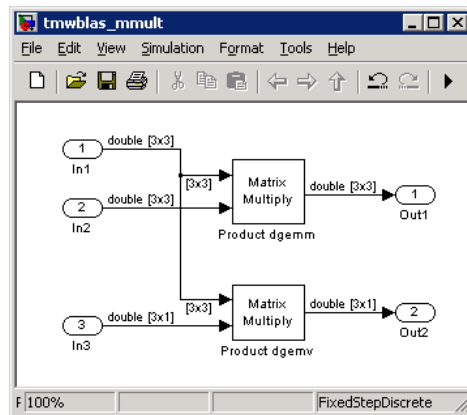 tmwblas_mmult
File Edit View Simulation Format Tools Help
1
double [3x3]
In1
[3x3]
Matrix
Multiply
double [3x3]
1
Out1
2
double [3x3]
In2
Product dgemm
[3x3]
Matrix
Multiply
double [3x1]
2
Out2
3
double [3x1]
In3
Product dgemv
F 100% FixedStepDiscrete